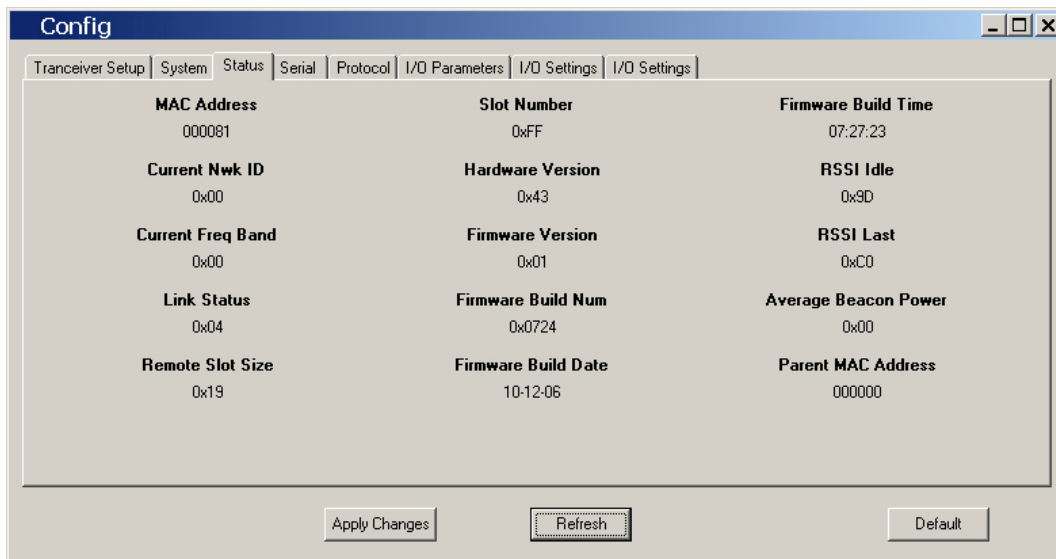 Config
Tranceiver Setup System Status Serial Protocol I/O Parameters I/O Settings I/O Settings
MAC Address Slot Number Firmware Build Time
000081 0xFF 07:27:23
Current Nwk ID Hardware Version RSSI Idle
0x00 0x43 0x9D
Current Freq Band Firmware Version RSSI Last
0x00 0x01 0xC0
Link Status Firmware Build Num Average Beacon Power
0x04 0x0724 0x00
Remote Slot Size Firmware Build Date Parent MAC Address
0x19 10-12-06 000000
Apply Changes Refresh Default